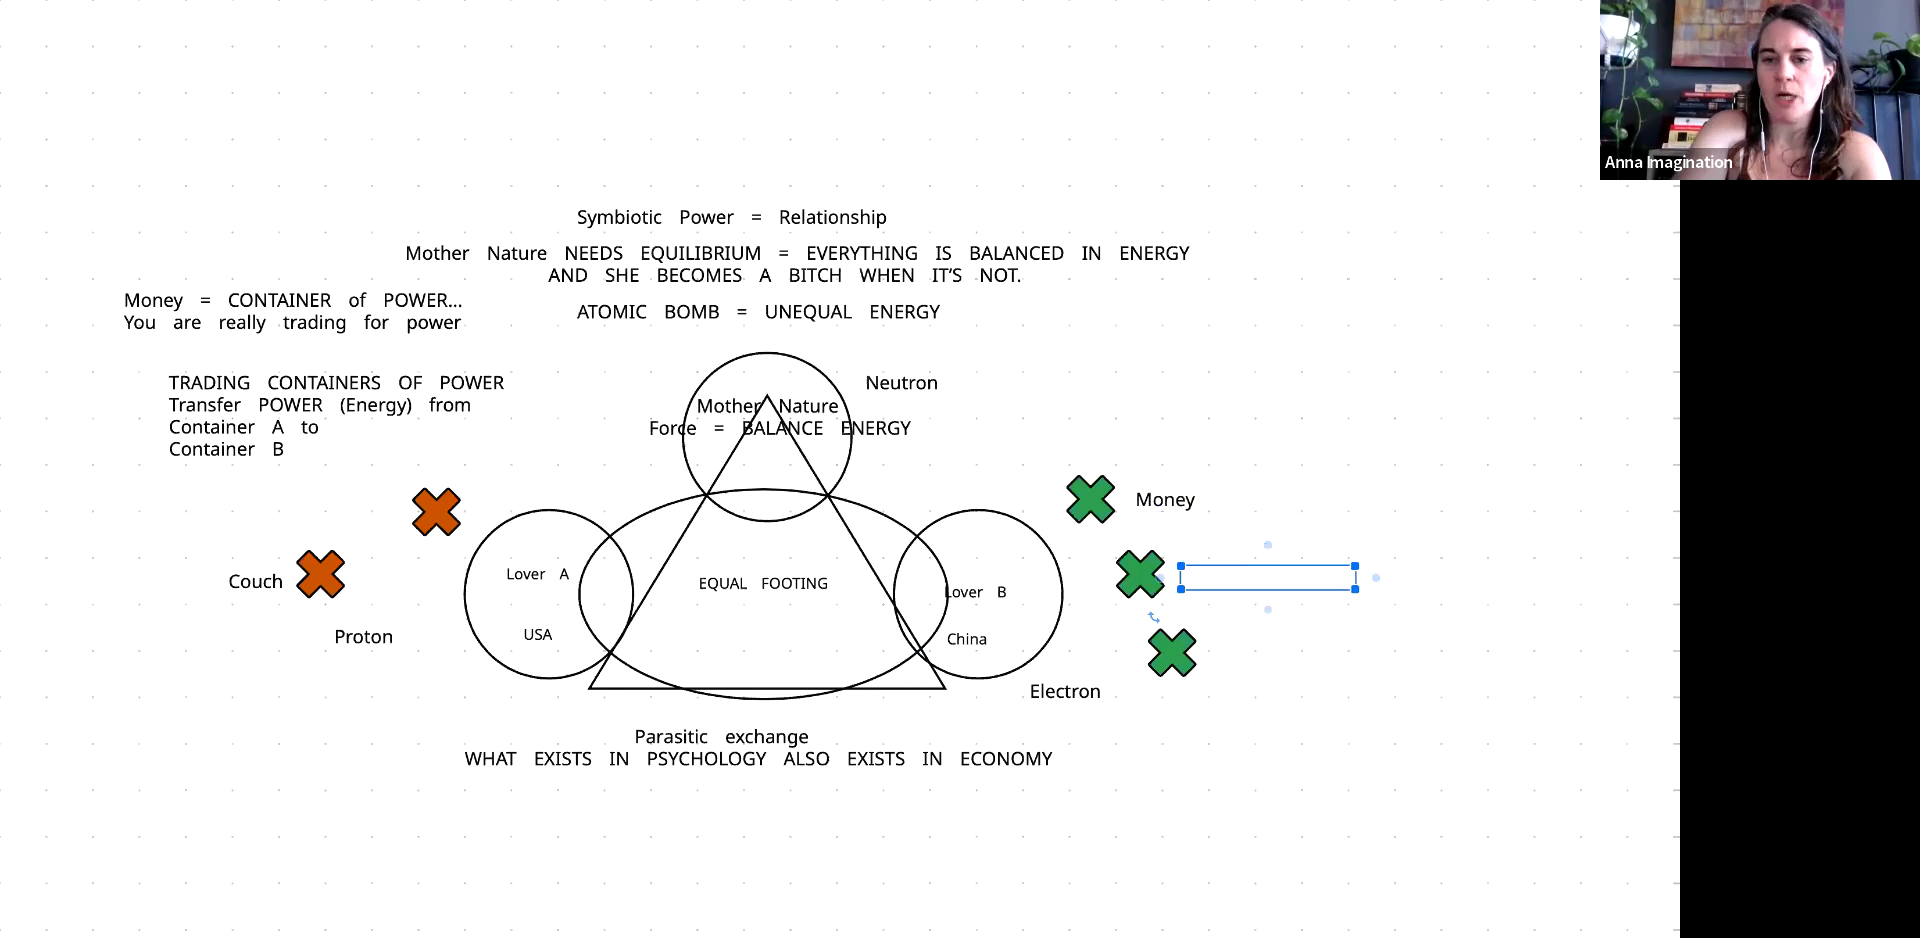 Anna Imagination
Symbiotic Power = Relationship
Mother Nature NEEDS EQUILIBRIUM = EVERYTHING IS BALANCED IN ENERGY
AND SHE BECOMES A BITCH WHEN IT'S NOT.
Money = CONTAINER of POWER...
You are really trading for power
ATOMIC BOMB = UNEQUAL ENERGY
TRADING CONTAINERS OF POWER
Transfer POWER (Energy) from
Container A to
Container B
Neutron
Mother Nature
Force = BALANCE ENERGY
Money
Couch
Lover A
EQUAL FOOTING
Lover B
Proton
USA
China
Electron
Parasitic exchange
WHAT EXISTS IN PSYCHOLOGY ALSO EXISTS IN ECONOMY